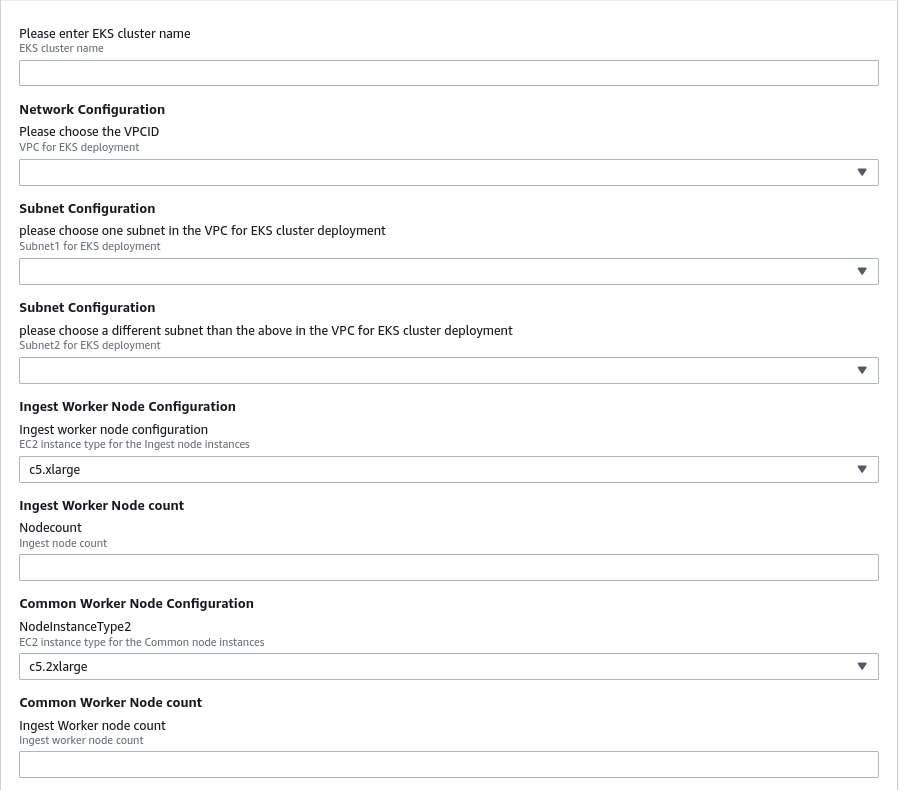 Please enter EKS cluster name
EKS cluster name
Network Configuration
Please choose the VPCID
VPC for EKS deployment
Subnet Configuration
please choose one subnet in the VPC for EKS cluster deployment
Subnet1 for EKS deployment
Subnet Configuration
please choose a different subnet than the above in the VPC for EKS cluster deployment
Subnet2 for EKS deployment
Ingest Worker Node Configuration
Ingest worker node configuration
EC2 instance type for the Ingest node instances
c5.xlarge
Ingest Worker Node count
Nodecount
Ingest node count
Common Worker Node Configuration
NodeInstanceType2
EC2 instance type for the Common node instances
c5.2xlarge
Common Worker Node count
Ingest Worker node count
Ingest worker node count